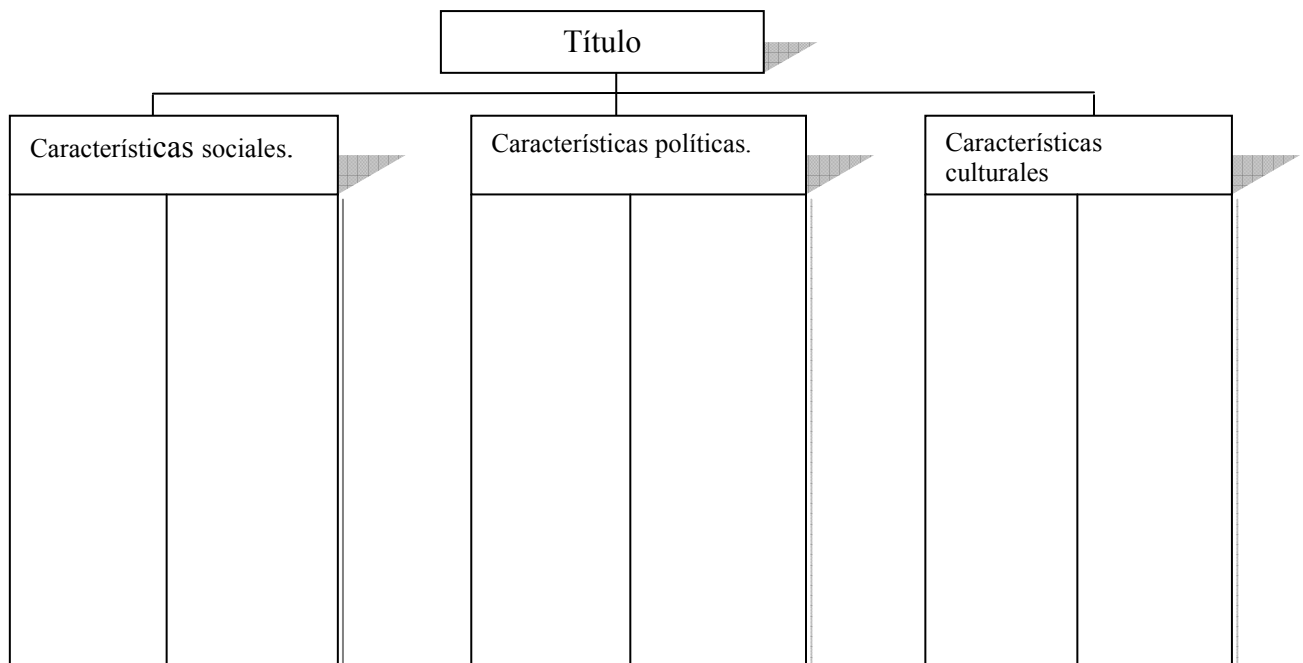 Título
Características sociales.
Características políticas.
Características
culturales